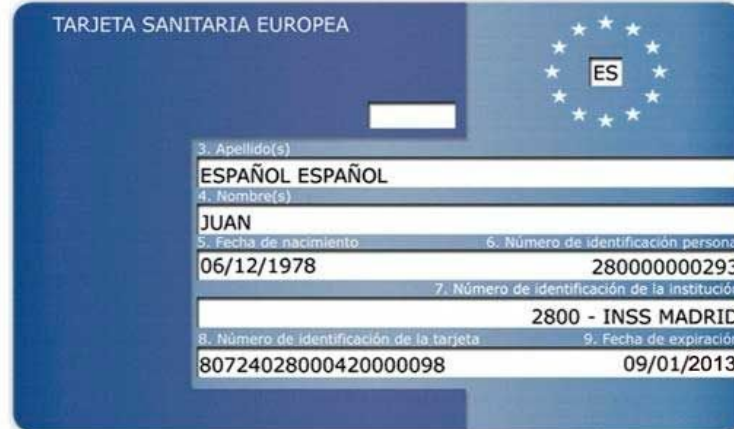 TARJETA SANITARIA EUROPEA
ES
3. Apellido(s)
ESPAÑOL ESPAÑOL
4. Nombre(s)
JUAN
5. Fecha de nacimiento 6. Número de identificación persona
06/12/1978 280000000293
7. Número de identificación de la institución
2800 - INSS MADRID
8. Número de identificación de la tarjeta 9. Fecha de expiración
80724028000420000098 09/01/2013